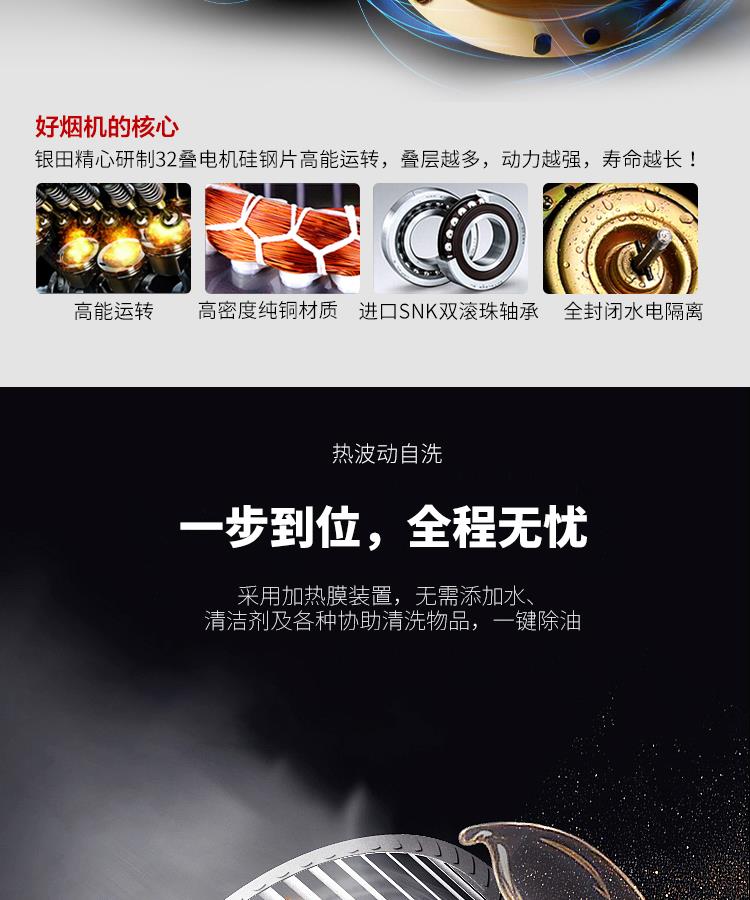 好烟机的核心
银田精心研制32叠电机硅钢片高能运转，叠层越多，动力越强，寿命越长！
高能运转
高密度纯铜材质
进口SNK双滚珠轴承
全封闭水电隔离
热波动自洗
一步到位，全程无忧
采用加热膜装置，无需添加水、
清洁剂及各种协助清洗物品，一键除油